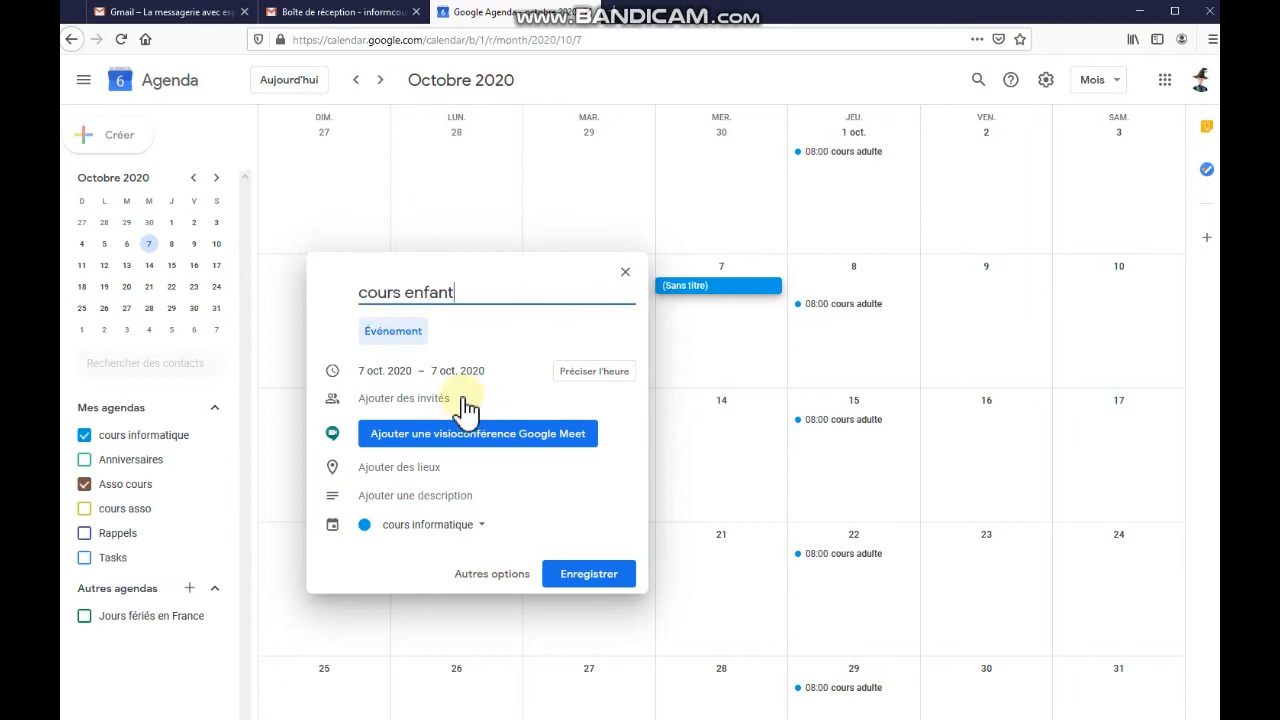 Gmail – La messagerie avec esp
Boîte de réception - informcour
Google Agenda - octobre 2020
www.BANDICAM.com
https://calendar.google.com/calendar/b/1/r/month/2020/10/7
6 Agenda
Aujourd'hui
Octobre 2020
Mois
Créer
DIM. LUN. MAR. MER. JEU. VEN. SAM.
27 28 29 30 1 oct. 2 3
08:00 cours adulte
Octobre 2020
D L M M J V S
27 28 29 30 1 2 3
4 5 6 7 8 9 10
11 12 13 14 15 16 17
18 19 20 21 22 23 24
25 26 27 28 29 30 31
1 2 3 4 5 6 7
Rechercher des contacts
Mes agendas
cours informatique
Anniversaires
Asso cours
cours asso
Rappels
Tasks
Autres agendas
Jours fériés en France
cours enfant
Événement
7 oct. 2020 – 7 oct. 2020
Préciser l'heure
Ajouter des invités
Ajouter une visioconférence Google Meet
Ajouter des lieux
Ajouter une description
cours informatique
Autres options
Enregistrer
7 8 9 10
(Sans titre)
08:00 cours adulte
14 15 16 17
08:00 cours adulte
21 22 23 24
08:00 cours adulte
25 26 27 28 29 30 31
08:00 cours adulte